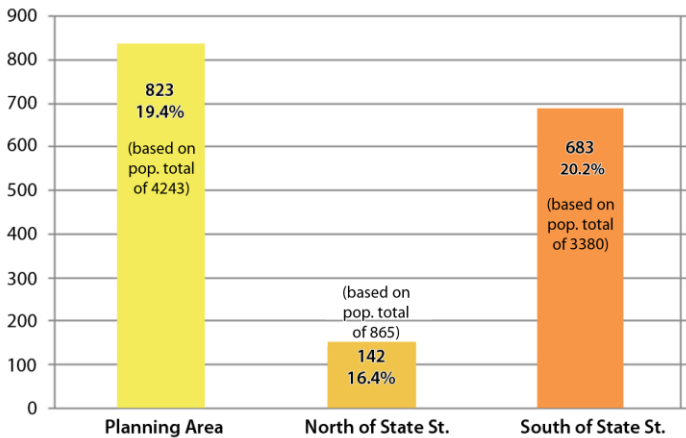 900
800
700
600
500
400
300
200
100
0
823
19.4%
(based on
pop. total
of 4243)
(based on
pop. total
of 865)
142
16.4%
683
20.2%
(based on
pop. total
of 3380)
Planning Area
North of State St.
South of State St.